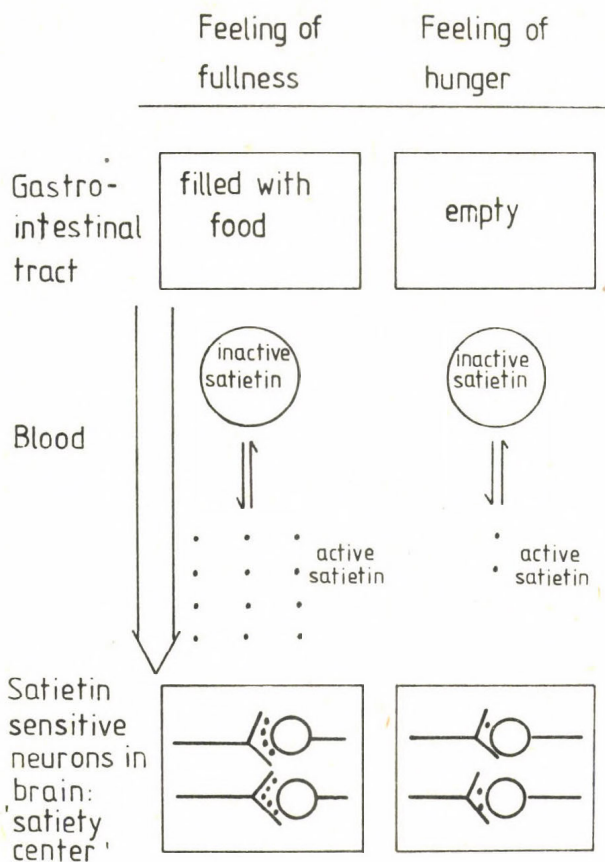 Feeling of
fullness
Feeling of
hunger
Gastro-
intestinal
tract
filled with
food
empty
Blood
inactive
satietin
inactive
satietin
active
satietin
active
satietin
Satietin
sensitive
neurons in
brain:
'satiety
center'